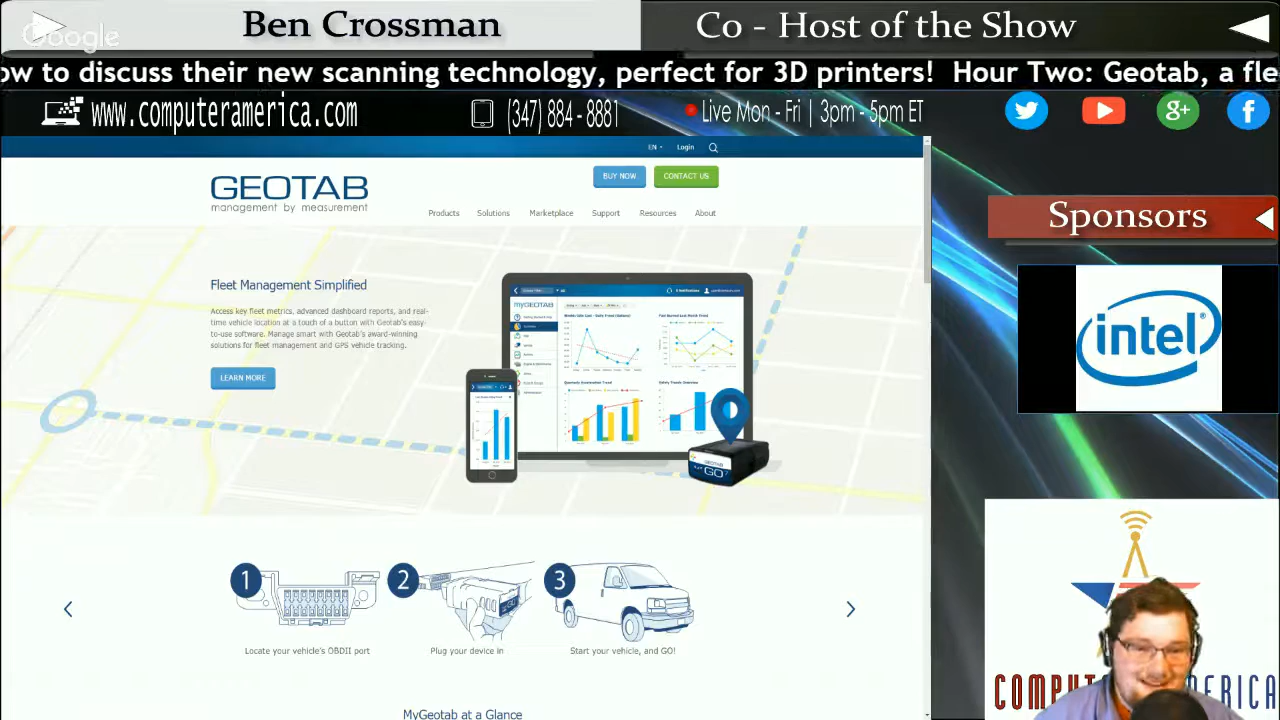 Google
Ben Crossman
Co - Host of the Show
ow to discuss their new scanning technology, perfect for 3D printers! Hour Two: Geotab, a fle
www.computeramerica.com
(347) 884 - 8881
Live Mon - Fri | 3pm - 5pm ET
EN
Login
GEOTAB
management by measurement
BUY NOW
CONTACT US
Products
Solutions
Marketplace
Support
Resources
About
Sponsors
intel
Fleet Management Simplified
Access key fleet metrics, advanced dashboard reports, and real-
time vehicle location at a touch of a button with Geotab's easy-
to-use software. Manage smart with Geotab's award-winning
solutions for fleet management and GPS vehicle tracking.
LEARN MORE
myGEOTAB
GEOTAB
GO
1
2
3
Locate your vehicle's OBDII port
Plug your device in
Start your vehicle, and GO!
MyGeotab at a Glance